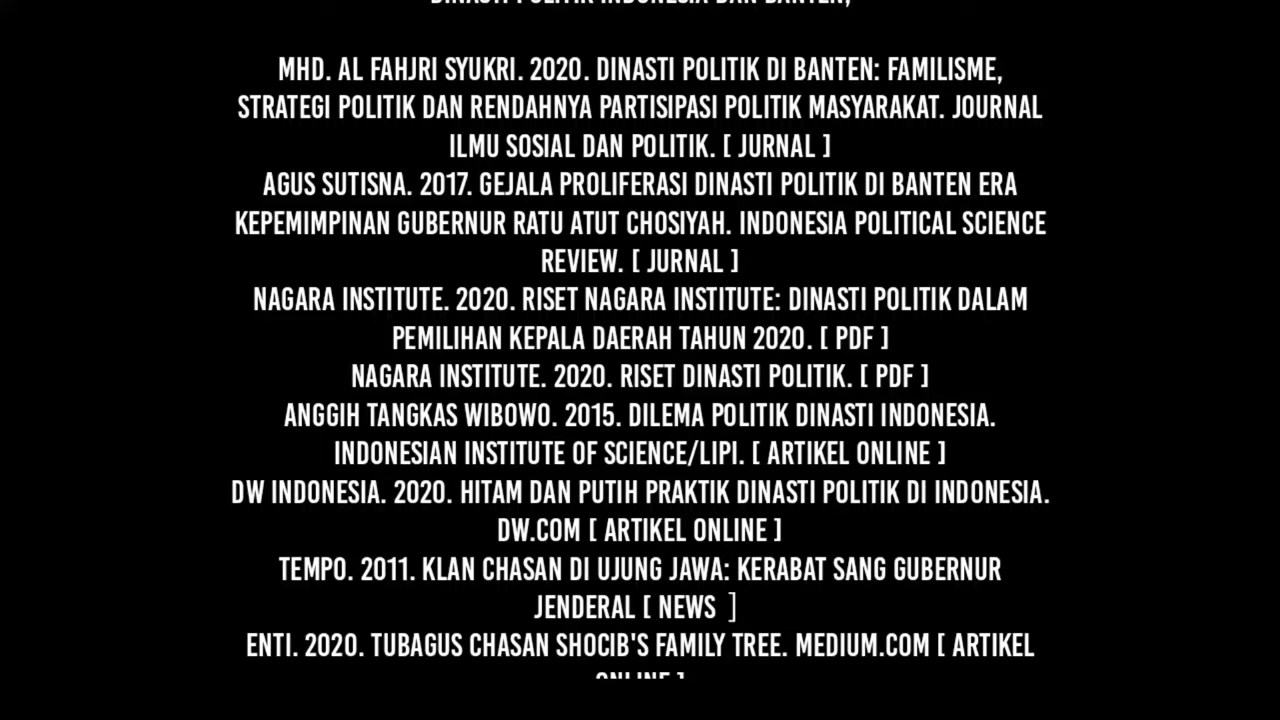 DINASTI POLITIK INDONESIA DAN BANTEN,
MHD. AL FAHJRI SYUKRI. 2020. DINASTI POLITIK DI BANTEN: FAMILISME,
STRATEGI POLITIK DAN RENDAHNYA PARTISIPASI POLITIK MASYARAKAT. JOURNAL
ILMU SOSIAL DAN POLITIK. [ JURNAL ]
AGUS SUTISNA. 2017. GEJALA PROLIFERASI DINASTI POLITIK DI BANTEN ERA
KEPEMIMPINAN GUBERNUR RATU ATUT CHOSIYAH. INDONESIA POLITICAL SCIENCE
REVIEW. [ JURNAL ]
NAGARA INSTITUTE. 2020. RISET NAGARA INSTITUTE: DINASTI POLITIK DALAM
PEMILIHAN KEPALA DAERAH TAHUN 2020. [ PDF ]
NAGARA INSTITUTE. 2020. RISET DINASTI POLITIK. [ PDF ]
ANGGIH TANGKAS WIBOWO. 2015. DILEMA POLITIK DINASTI INDONESIA.
INDONESIAN INSTITUTE OF SCIENCE/LIPI. [ ARTIKEL ONLINE ]
DW INDONESIA. 2020. HITAM DAN PUTIH PRAKTIK DINASTI POLITIK DI INDONESIA.
DW.COM [ ARTIKEL ONLINE ]
TEMPO. 2011. KLAN CHASAN DI UJUNG JAWA: KERABAT SANG GUBERNUR
JENDERAL [ NEWS ]
ENTI. 2020. TUBAGUS CHASAN SHOCIB'S FAMILY TREE. MEDIUM.COM [ ARTIKEL
ONLINE ]